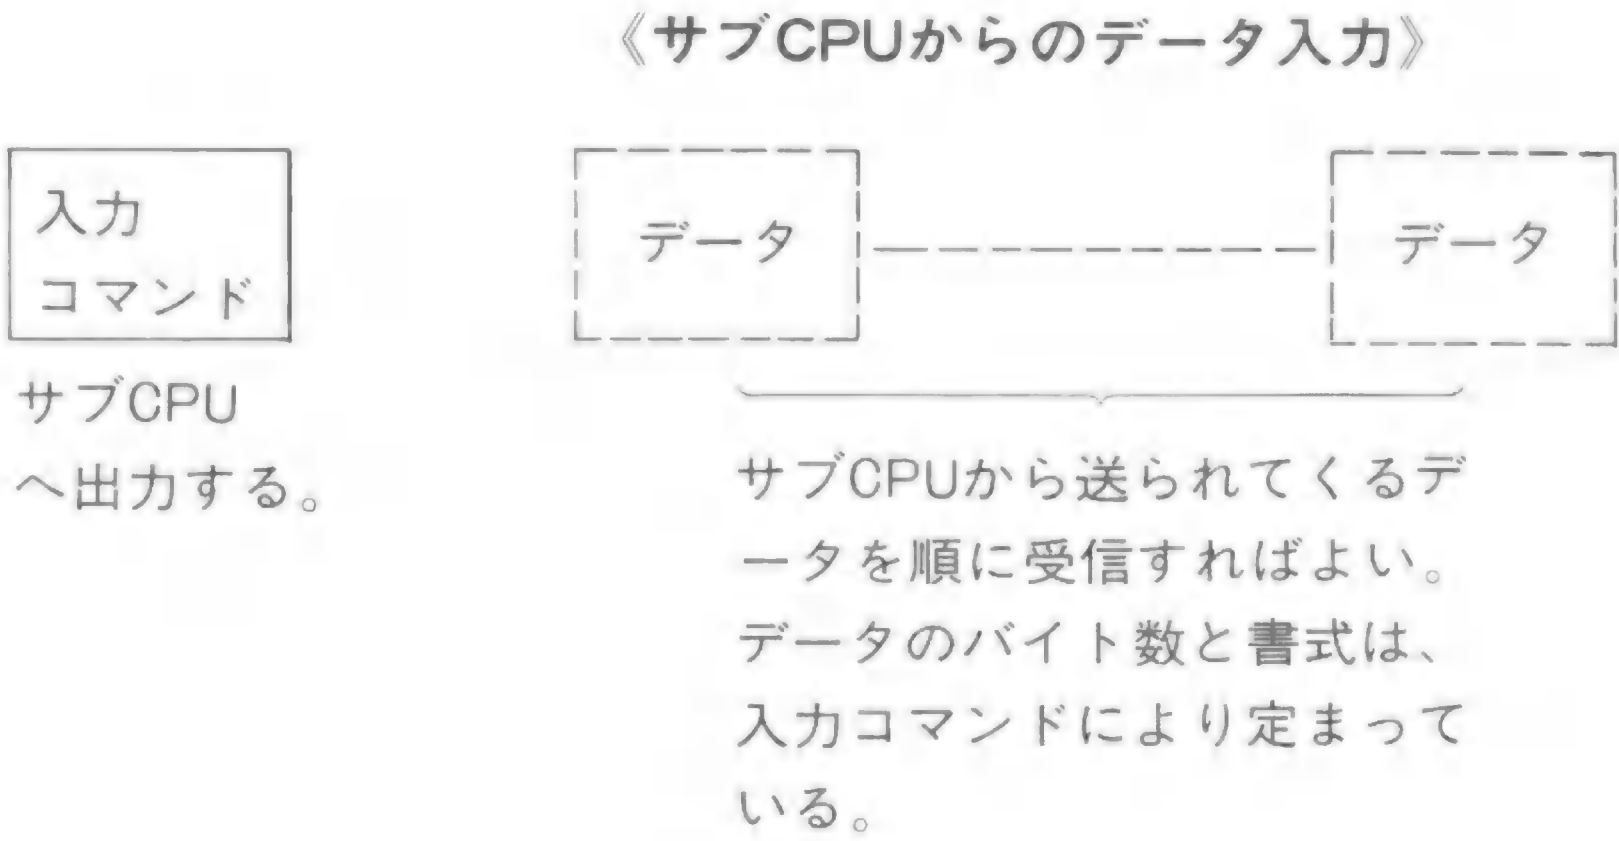 《サブCPUからのデータ入力》
入力
コマンド
データ
データ
サブCPU
へ出力する。
サブCPUから送られてくるデ
ータを順に受信すればよい。
データのバイト数と書式は、
入力コマンドにより定まって
いる。